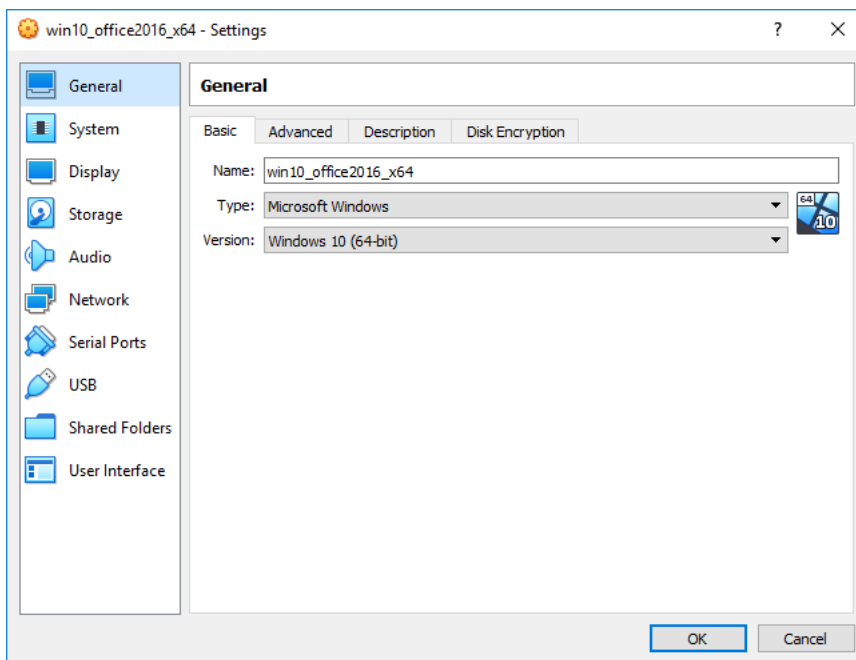 win10_office2016_x64 - Settings
?
General
System
Display
Storage
Audio
Network
Serial Ports
USB
Shared Folders
User Interface
General
Basic Advanced Description Disk Encryption
Name: win10_office2016_x64
Type: Microsoft Windows
64
10
Version: Windows 10 (64-bit)
OK Cancel